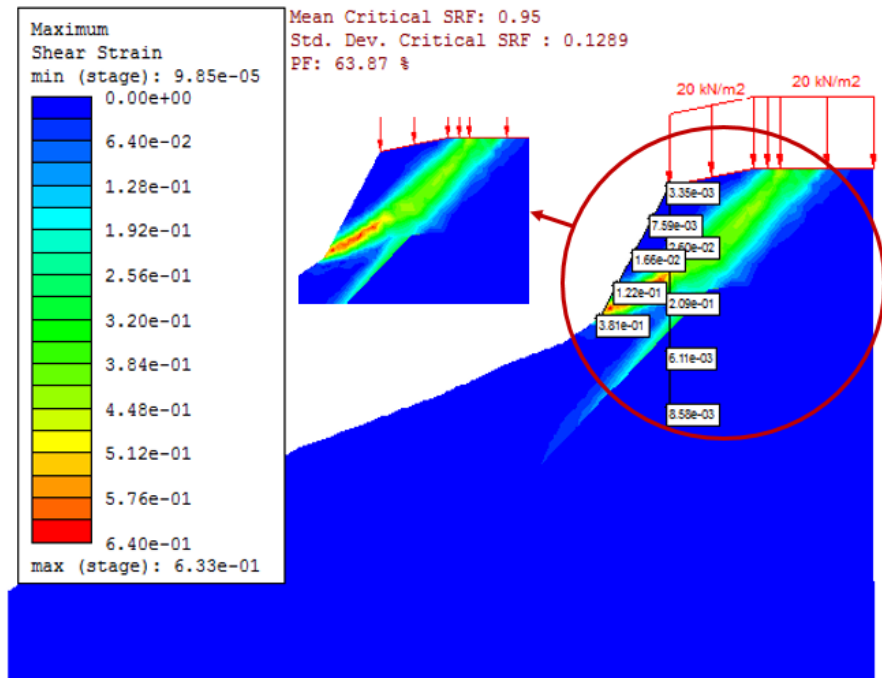 Maximum
Shear Strain
min (stage): 9.85e-05
0.00e+00
6.40e-02
1.28e-01
1.92e-01
2.56e-01
3.20e-01
3.84e-01
4.48e-01
5.12e-01
5.76e-01
6.40e-01
max (stage): 6.33e-01
Mean Critical SRF: 0.95
Std. Dev. Critical SRF : 0.1289
PF: 63.87 %
20 kN/m2
20 kN/m2
3.35e-03
7.59e-03
2.60e-02
1.66e-02
1.22e-01
2.09e-01
3.81e-01
6.11e-03
8.58e-03